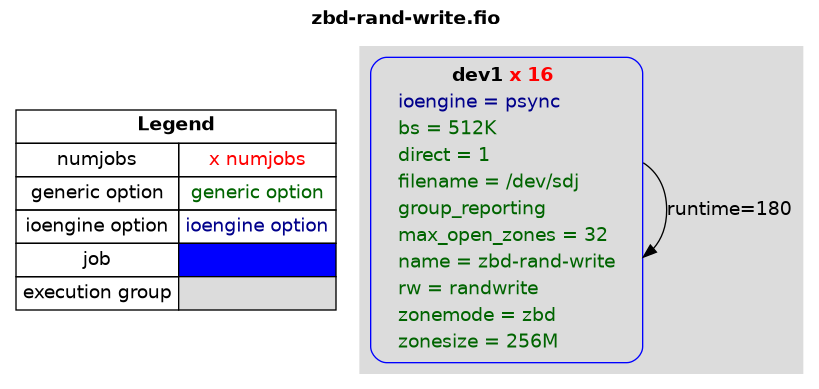 zbd-rand-write.fio
Legend
numjobs x numjobs
generic option generic option
ioengine option ioengine option
job
execution group
dev1 x 16
ioengine = psync
bs = 512K
direct = 1
filename = /dev/sdj
group_reporting
max_open_zones = 32
name = zbd-rand-write
rw = randwrite
zonemode = zbd
zonesize = 256M
runtime=180